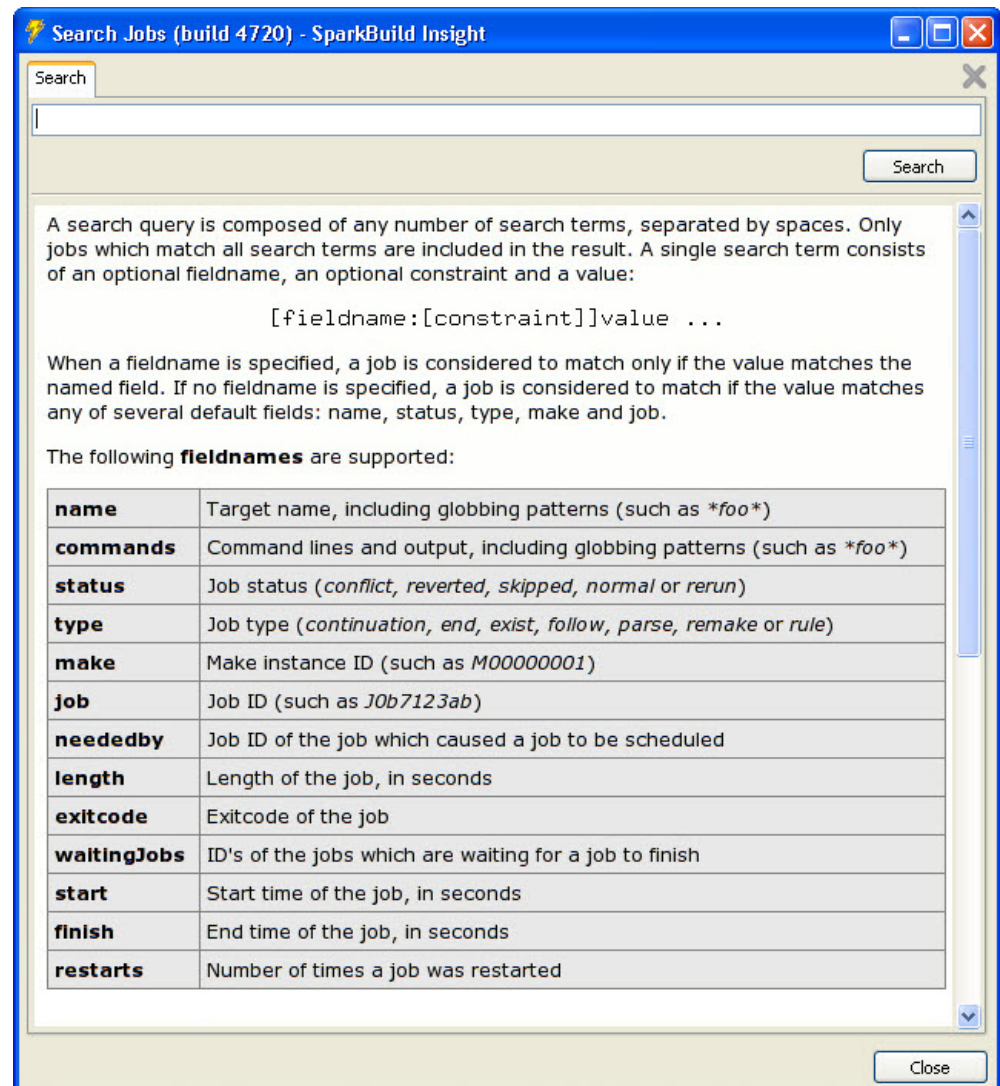 Search Jobs (build 4720) - SparkBuild Insight
Search
Search
A search query is composed of any number of search terms, separated by spaces. Only
jobs which match all search terms are included in the result. A single search term consists
of an optional fieldname, an optional constraint and a value:
[fieldname:[constraint]]value ...
When a fieldname is specified, a job is considered to match only if the value matches the
named field. If no fieldname is specified, a job is considered to match if the value matches
any of several default fields: name, status, type, make and job.
The following fieldnames are supported:
name Target name, including globbing patterns (such as *foo*)
commands Command lines and output, including globbing patterns (such as *foo*)
status Job status (conflict, reverted, skipped, normal or rerun)
type Job type (continuation, end, exist, follow, parse, remake or rule)
make Make instance ID (such as M00000001)
job Job ID (such as J0b7123ab)
neededby Job ID of the job which caused a job to be scheduled
length Length of the job, in seconds
exitcode Exitcode of the job
waitingJobs ID's of the jobs which are waiting for a job to finish
start Start time of the job, in seconds
finish End time of the job, in seconds
restarts Number of times a job was restarted
Close